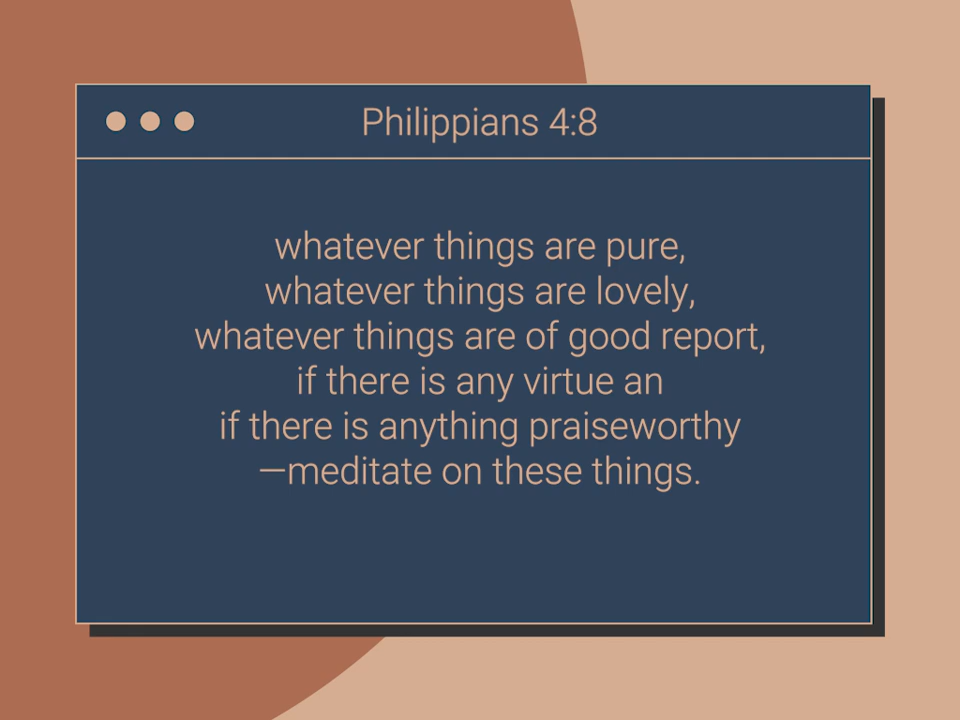 Philippians 4:8
whatever things are pure,
whatever things are lovely,
whatever things are of good report,
if there is any virtue an
if there is anything praiseworthy
—meditate on these things.